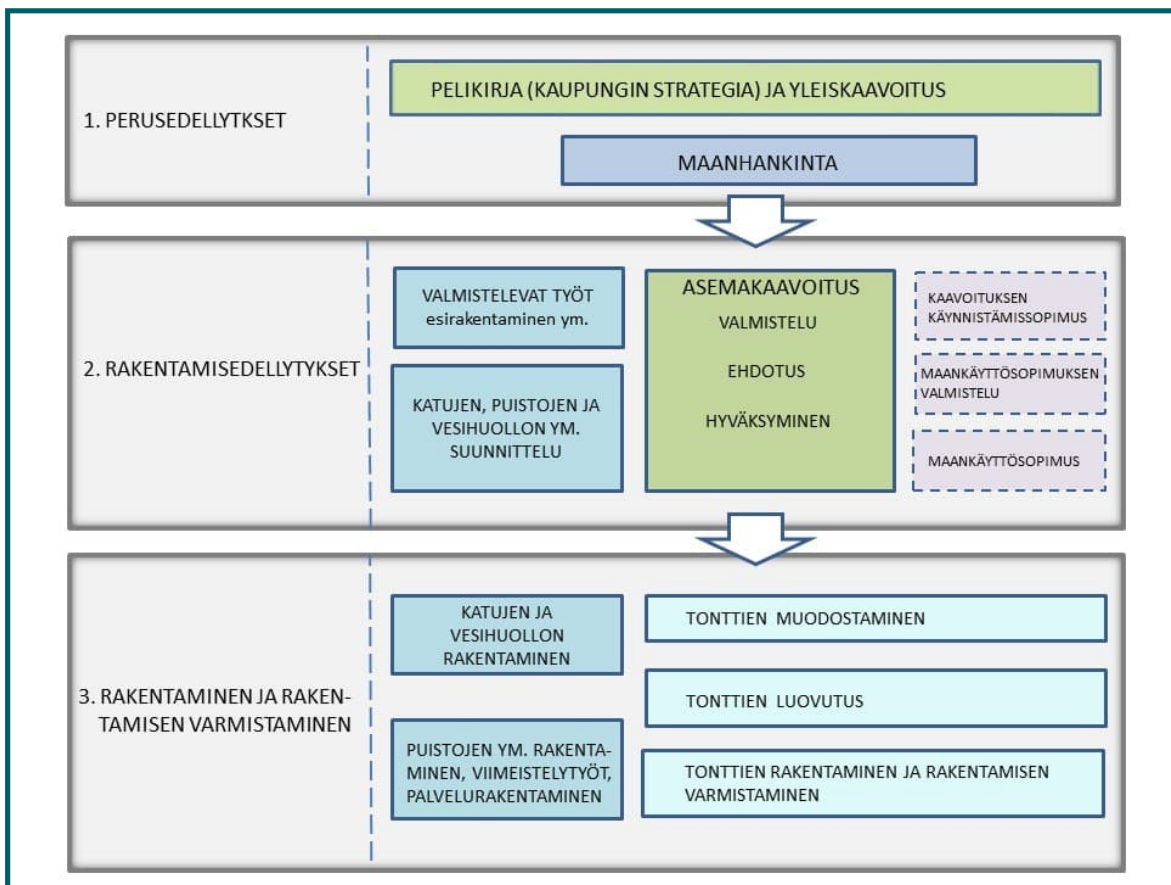 1. PERUSEDELLYTKSET
PELIKIRJA (KAUPUNGIN STRATEGIA) JA YLEISKAAVOITUS
MAANHANKINTA
2. RAKENTAMISEDELLYTYKSET
VALMISTELEVAT TYÖT
esirakentaminen ym.
KATUJEN, PUISTOJEN JA
VESIHUOLLON YM.
SUUNNITTELU
ASEMAKAAVOITUS
VALMISTELU
EHDOTUS
HYVÄKSYMINEN
KAAVOITUKSEN
KÄYNNISTÄMISSOPIMUS
MAANKÄYTÖSOPIMUKSEN
VALMISTELU
MAANKÄYTÖSOPIMUS
3. RAKENTAMINEN JA RAKEN-
TAMISEN VARMISTAMINEN
KATUJEN JA
VESIHUOLLON
RAKENTAMINEN
PUISTOJEN YM. RAKENTA-
MINEN, VIIMEISTELYTYÖT,
PALVELURAKENTAMINEN
TONTTIEN MUODOSTAMINEN
TONTTIEN LUOVUTUS
TONTTIEN RAKENTAMINEN JA RAKENTAMISEN
VARMISTAMINEN